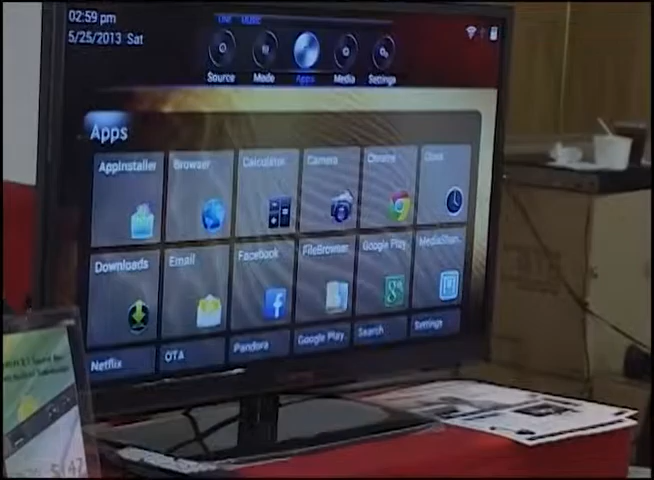 02:59 pm
5/25/2013 Sat
Source Mode Apps Media Settings
Apps
AppInstaller Browser Calculator Camera Chrome Clock
Downloads Email Facebook FileBrowser Google Play MediaShar
Netflix OTA Pandora Google Play Search Settings